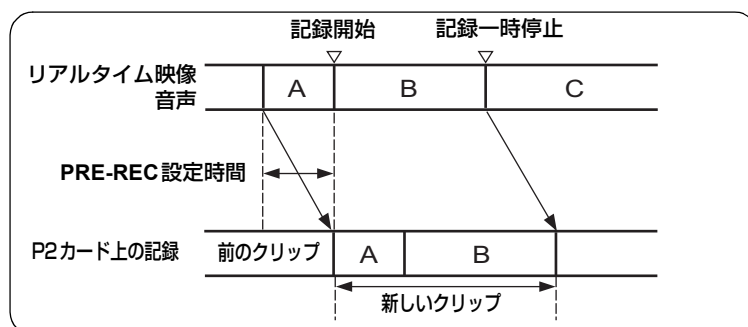 記録開始 記録一時停止
リアルタイム映像
音声
A B C
PRE-REC設定時間
P2カード上の記録 前のクリップ A B
新しいクリップ